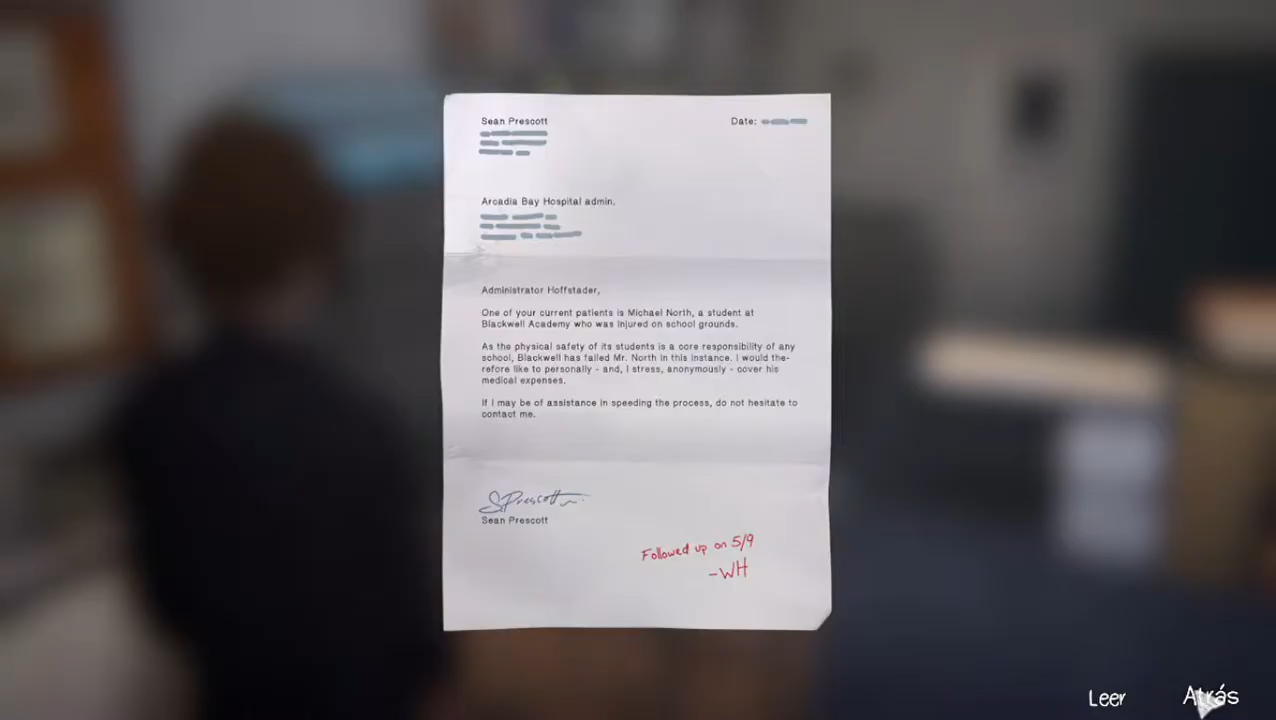 Sean Prescott
Date:
Arcadia Bay Hospital admin.
Administrator Hoffstader,
One of your current patients is Michael North, a student at
Blackwell Academy who was injured on school grounds.
As the physical safety of its students is a core responsibility of any
school, Blackwell has failed Mr. North in this instance. I would the-
refore like to personally - and, I stress, anonymously - cover his
medical expenses.
If I may be of assistance in speeding the process, do not hesitate to
contact me.
S. Prescott
Sean Prescott
Followed up on 5/9
-WH
Leer
Atrás